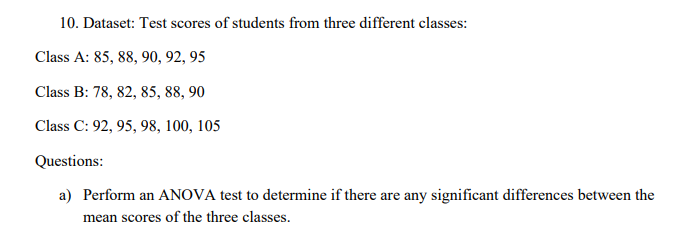 10. Dataset: Test scores of students from three different classes:
Class A: 85, 88, 90, 92, 95
Class B: 78, 82, 85, 88, 90
Class C: 92, 95, 98, 100, 105
Questions:
a) Perform an ANOVA test to determine if there are any significant differences between the
mean scores of the three classes.